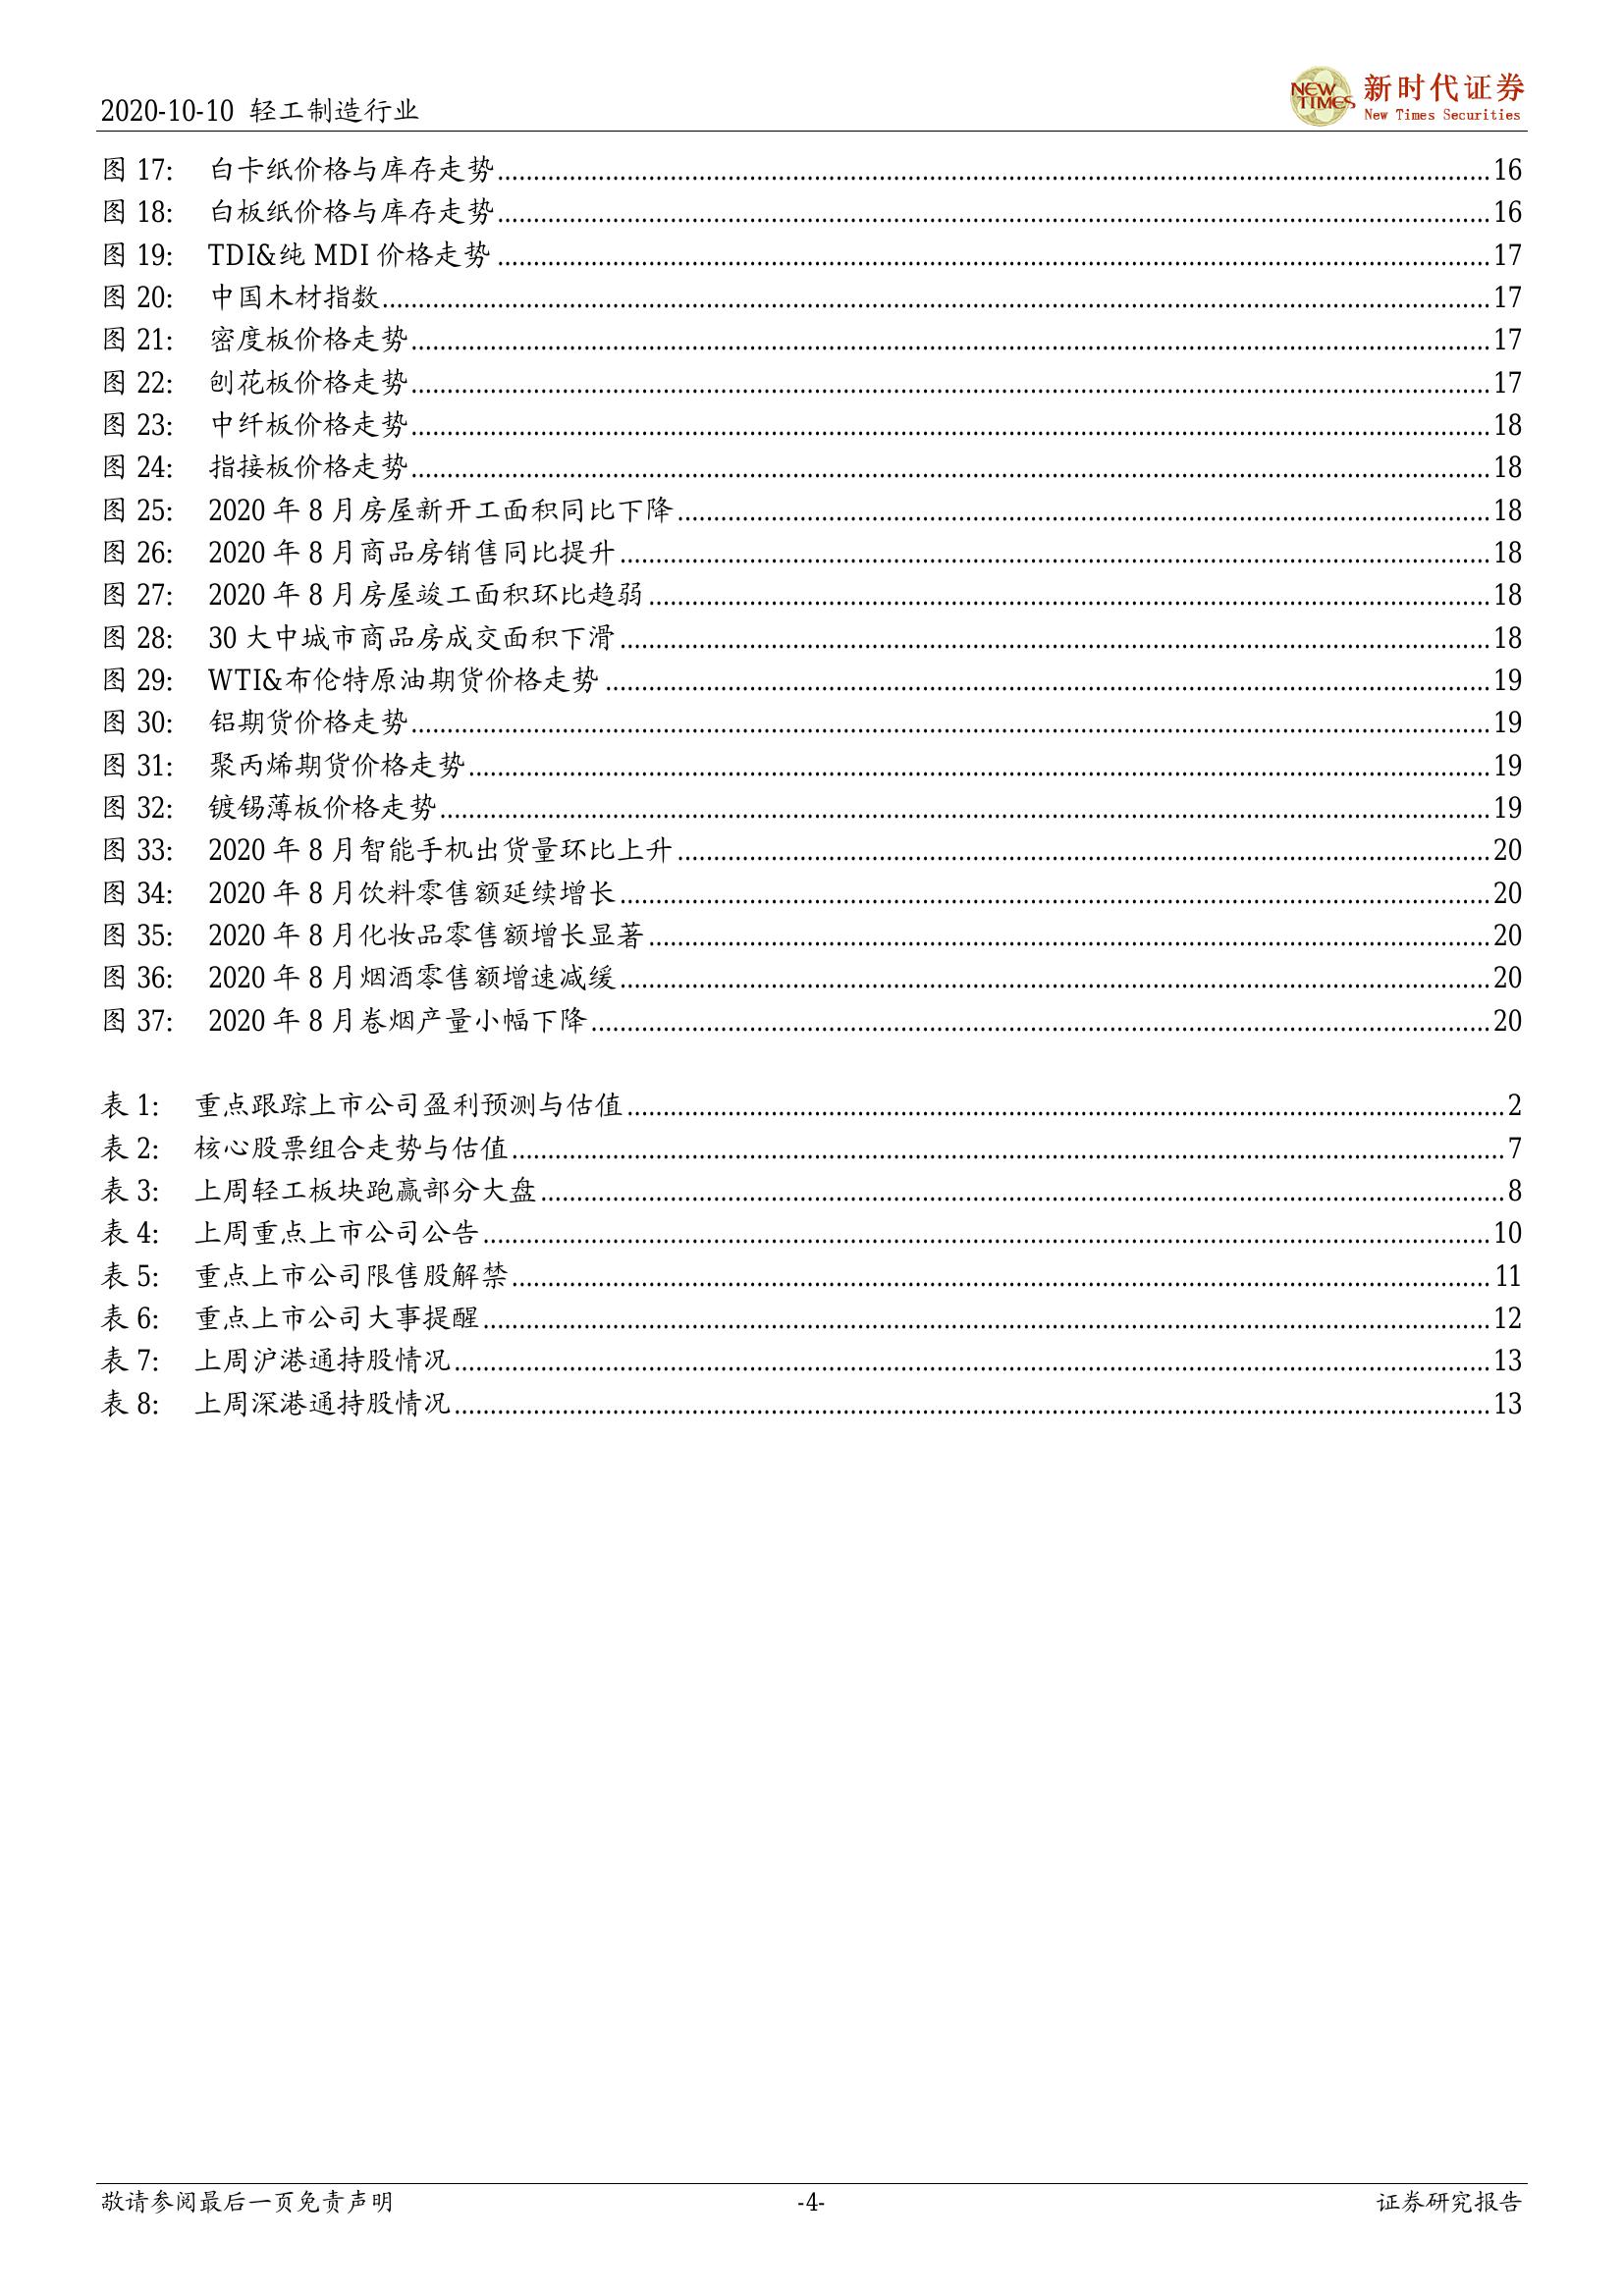 2020-10-10 轻工制造行业
NEW TIMES 新时代证券
New Times Securities
图 17: 白卡纸价格与库存走势 16
图 18: 白板纸价格与库存走势 16
图 19: TDI&纯 MDI 价格走势 17
图 20: 中国木材指数 17
图 21: 密度板价格走势 17
图 22: 刨花板价格走势 17
图 23: 中纤板价格走势 18
图 24: 指接板价格走势 18
图 25: 2020 年 8 月房屋新开工面积同比下降 18
图 26: 2020 年 8 月商品房销售同比提升 18
图 27: 2020 年 8 月房屋竣工面积环比趋弱 18
图 28: 30 大中城市商品房成交面积下滑 18
图 29: WTI&布伦特原油期货价格走势 19
图 30: 铝期货价格走势 19
图 31: 聚丙烯期货价格走势 19
图 32: 镀锡薄板价格走势 19
图 33: 2020 年 8 月智能手机出货量环比上升 20
图 34: 2020 年 8 月饮料零售额延续增长 20
图 35: 2020 年 8 月化妆品零售额增长显著 20
图 36: 2020 年 8 月烟酒零售额增速减缓 20
图 37: 2020 年 8 月卷烟产量小幅下降 20
表 1: 重点跟踪上市公司盈利预测与估值 2
表 2: 核心股票组合走势与估值 7
表 3: 上周轻工板块跑赢部分大盘 8
表 4: 上周重点上市公司公告 10
表 5: 重点上市公司限售股解禁 11
表 6: 重点上市公司大事提醒 12
表 7: 上周沪港通持股情况 13
表 8: 上周深港通持股情况 13
敬请参阅最后一页免责声明 -4- 证券研究报告